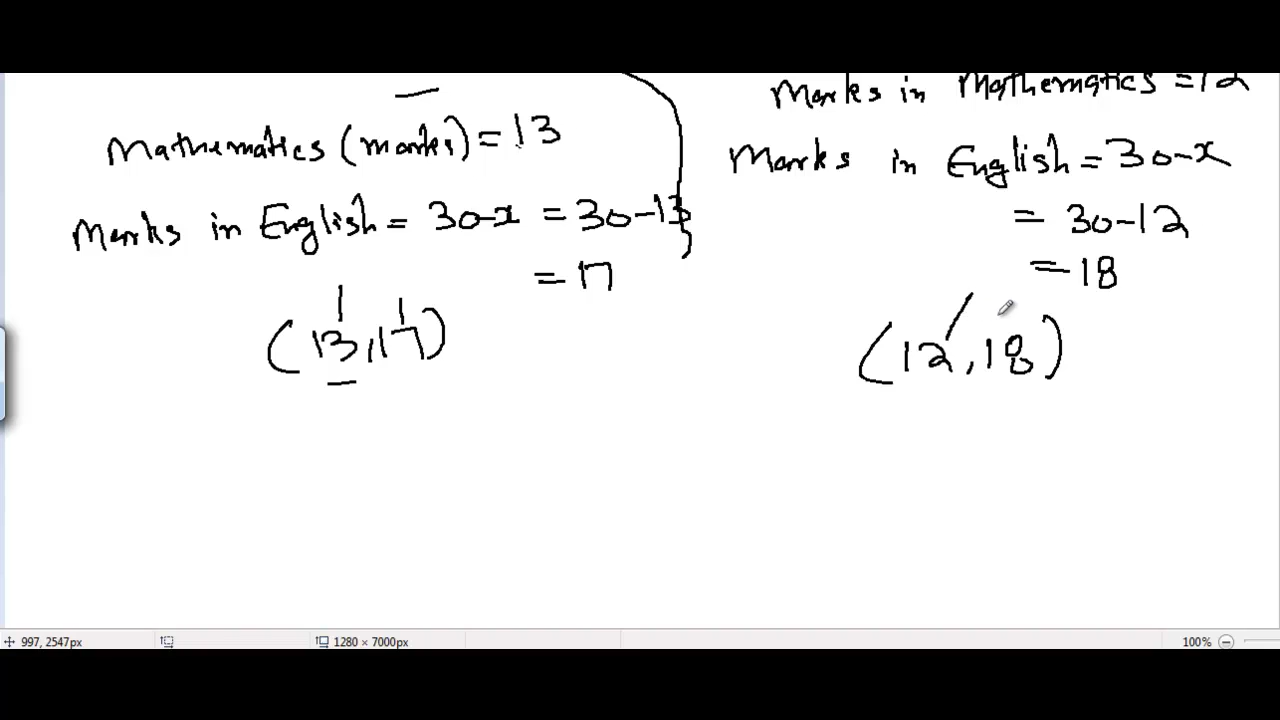 Mathematics (marks) = 13
Marks in English = 30-x = 30-13
= 17
(13,17)
Marks in Mathematics = 12
Marks in English = 30-x
= 30-12
= 18
(12,18)
997, 2547px
1280 × 7000px
100%